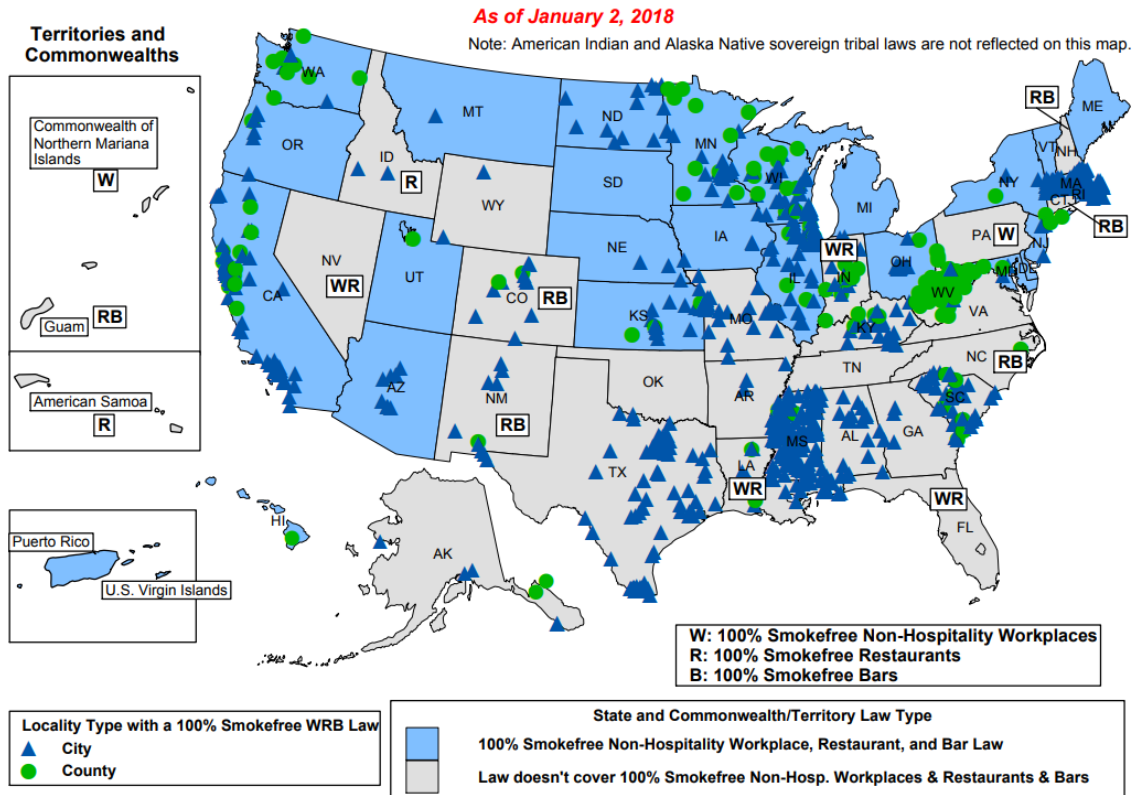 As of January 2, 2018
Note: American Indian and Alaska Native sovereign tribal laws are not reflected on this map.
Territories and
Commonwealths
Commonwealth of
Northern Mariana
Islands
W
Guam
RB
American Samoa
R
Puerto Rico
U.S. Virgin Islands
WA
MT
ND
MN
OR
ID
R
WY
SD
WI
MI
NY
VT
NH
RB
ME
MA
RI
CT
RB
NV
WR
UT
CO
RB
NE
IA
IL
WR
IN
OH
PA
W
NJ
MD
DE
CA
AZ
NM
RB
KS
MO
KY
WV
VA
OK
AR
TN
NC
RB
SC
TX
LA
WR
MS
AL
GA
WR
FL
HI
AK
W: 100% Smokefree Non-Hospitality Workplaces
R: 100% Smokefree Restaurants
B: 100% Smokefree Bars
Locality Type with a 100% Smokefree WRB Law
City
County
State and Commonwealth/Territory Law Type
100% Smokefree Non-Hospitality Workplace, Restaurant, and Bar Law
Law doesn't cover 100% Smokefree Non-Hosp. Workplaces & Restaurants & Bars